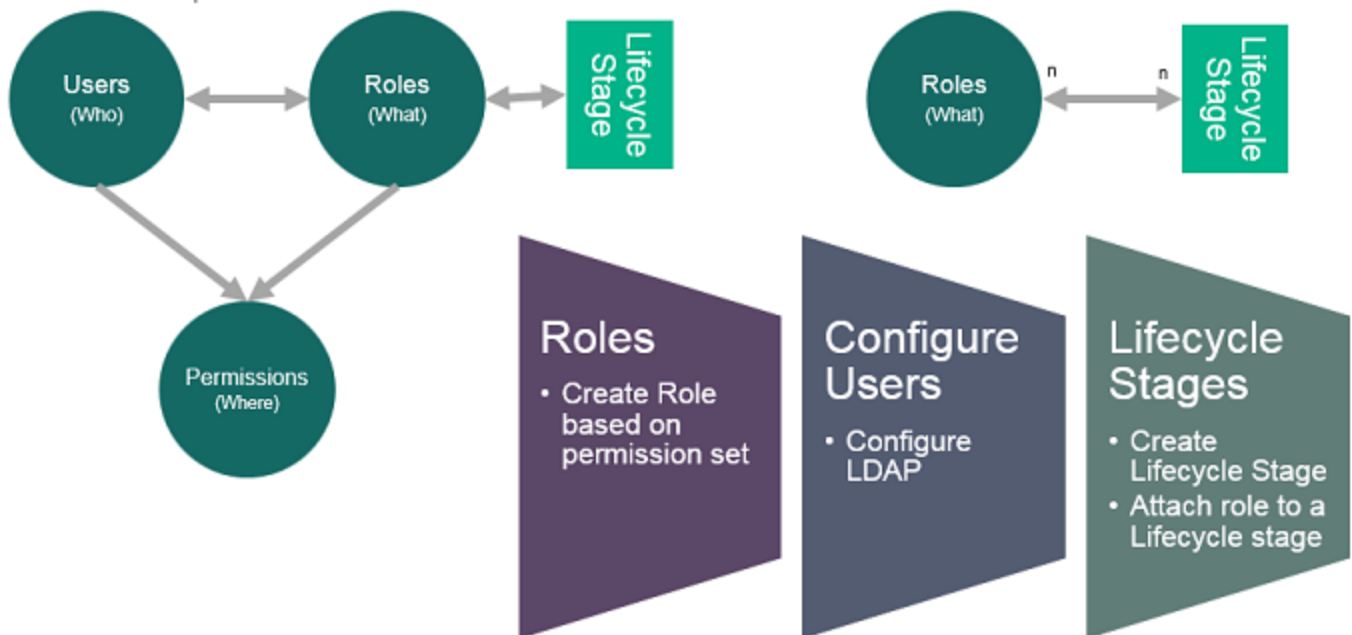 Users
(Who)
Roles
(What)
Lifecycle
Stage
Roles
(What)
n
n
Lifecycle
Stage
Permissions
(Where)
Roles
• Create Role
based on
permission set
Configure
Users
• Configure
LDAP
Lifecycle
Stages
• Create
Lifecycle Stage
• Attach role to a
Lifecycle stage